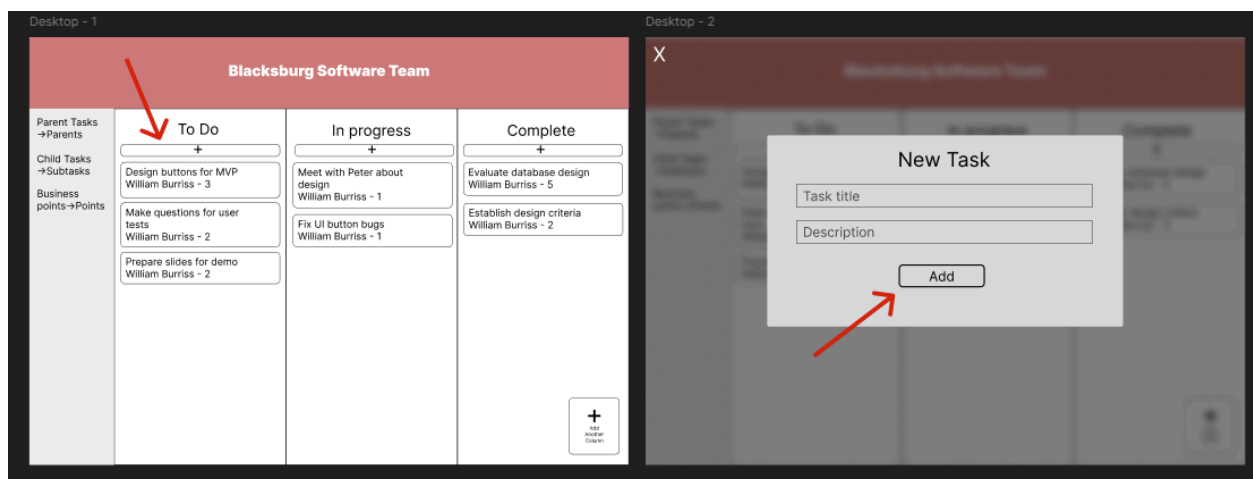 Desktop - 1
Blacksburg Software Team
Parent Tasks
→Parents
Child Tasks
→Subtasks
Business
points→Points
To Do
+
Design buttons for MVP
William Burriss - 3
Make questions for user
tests
William Burriss - 2
Prepare slides for demo
William Burriss - 2
In progress
+
Meet with Peter about
design
William Burriss - 1
Fix UI button bugs
William Burriss - 1
Complete
+
Evaluate database design
William Burriss - 5
Establish design criteria
William Burriss - 2
+
Add
Another
Column
Desktop - 2
X
New Task
Task title
Description
Add